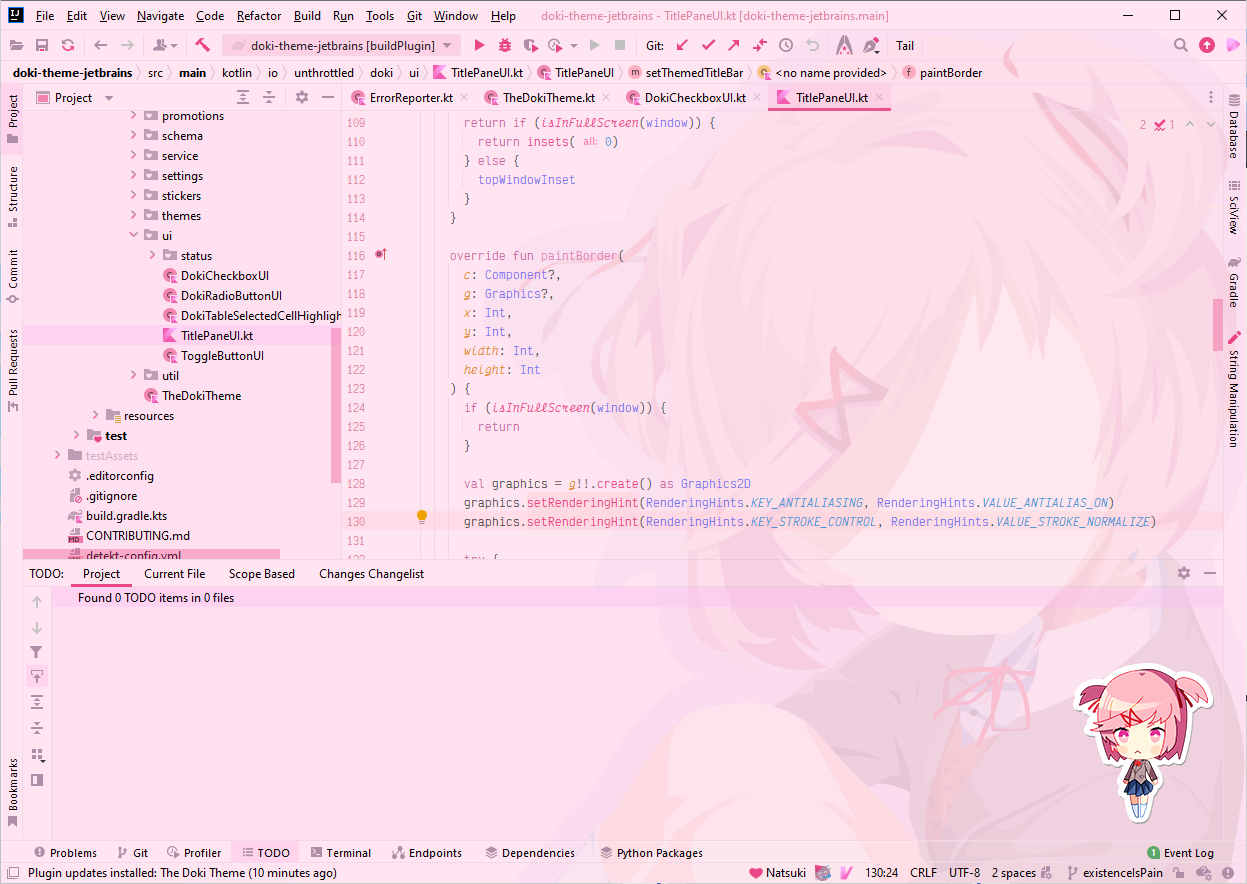 File Edit View Navigate Code Refactor Build Run Tools Git Window Help doki-theme-jetbrains - TitlePaneUI.kt [doki-theme-jetbrains.main]
doki-theme-jetbrains [buildPlugin] Git: Tail
doki-theme-jetbrains src main kotlin io unthrottled doki ui TitlePaneUI.kt TitlePaneUI setThemedTitleBar <no name provided> paintBorder
Project ErrorReporter.kt TheDokiTheme.kt DokiCheckboxUI.kt TitlePaneUI.kt
Project
Structure
Commit
Pull Requests
Bookmarks
promotions
schema
service
settings
stickers
themes
ui
status
DokiCheckboxUI
DokiRadioButtonUI
DokiTableSelectedCellHighligh
TitlePaneUI.kt
ToggleButtonUI
util
TheDokiTheme
resources
test
testAssets
.editorconfig
.gitignore
build.gradle.kts
CONTRIBUTING.md
detekt-config.yml
2 1
109 return if (isInFullScreen(window)) {
110 return insets( all: 0)
111 } else {
112 topWindowInset
113 }
114 }
115
116 override fun paintBorder(
117 c: Component?,
118 g: Graphics?,
119 x: Int,
120 y: Int,
121 width: Int,
122 height: Int
123 ) {
124 if (isInFullScreen(window)) {
125 return
126 }
127
128 val graphics = g!!.create() as Graphics2D
129 graphics.setRenderingHint(RenderingHints.KEY_ANTIALIASING, RenderingHints.VALUE_ANTIALIAS_ON)
130 graphics.setRenderingHint(RenderingHints.KEY_STROKE_CONTROL, RenderingHints.VALUE_STROKE_NORMALIZE)
131
132 try {
Database
SciView
Gradle
String Manipulation
TODO: Project Current File Scope Based Changes Changelist
Found 0 TODO items in 0 files
Problems Git Profiler TODO Terminal Endpoints Dependencies Python Packages 1 Event Log
Plugin updates installed: The Doki Theme (10 minutes ago) Natsuki 130:24 CRLF UTF-8 2 spaces existenceIsPain